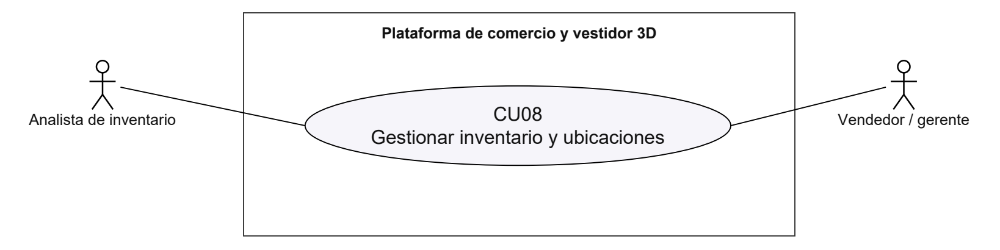 Plataforma de comercio y vestidor 3D
Analista de inventario
CU08
Gestionar inventario y ubicaciones
Vendedor / gerente